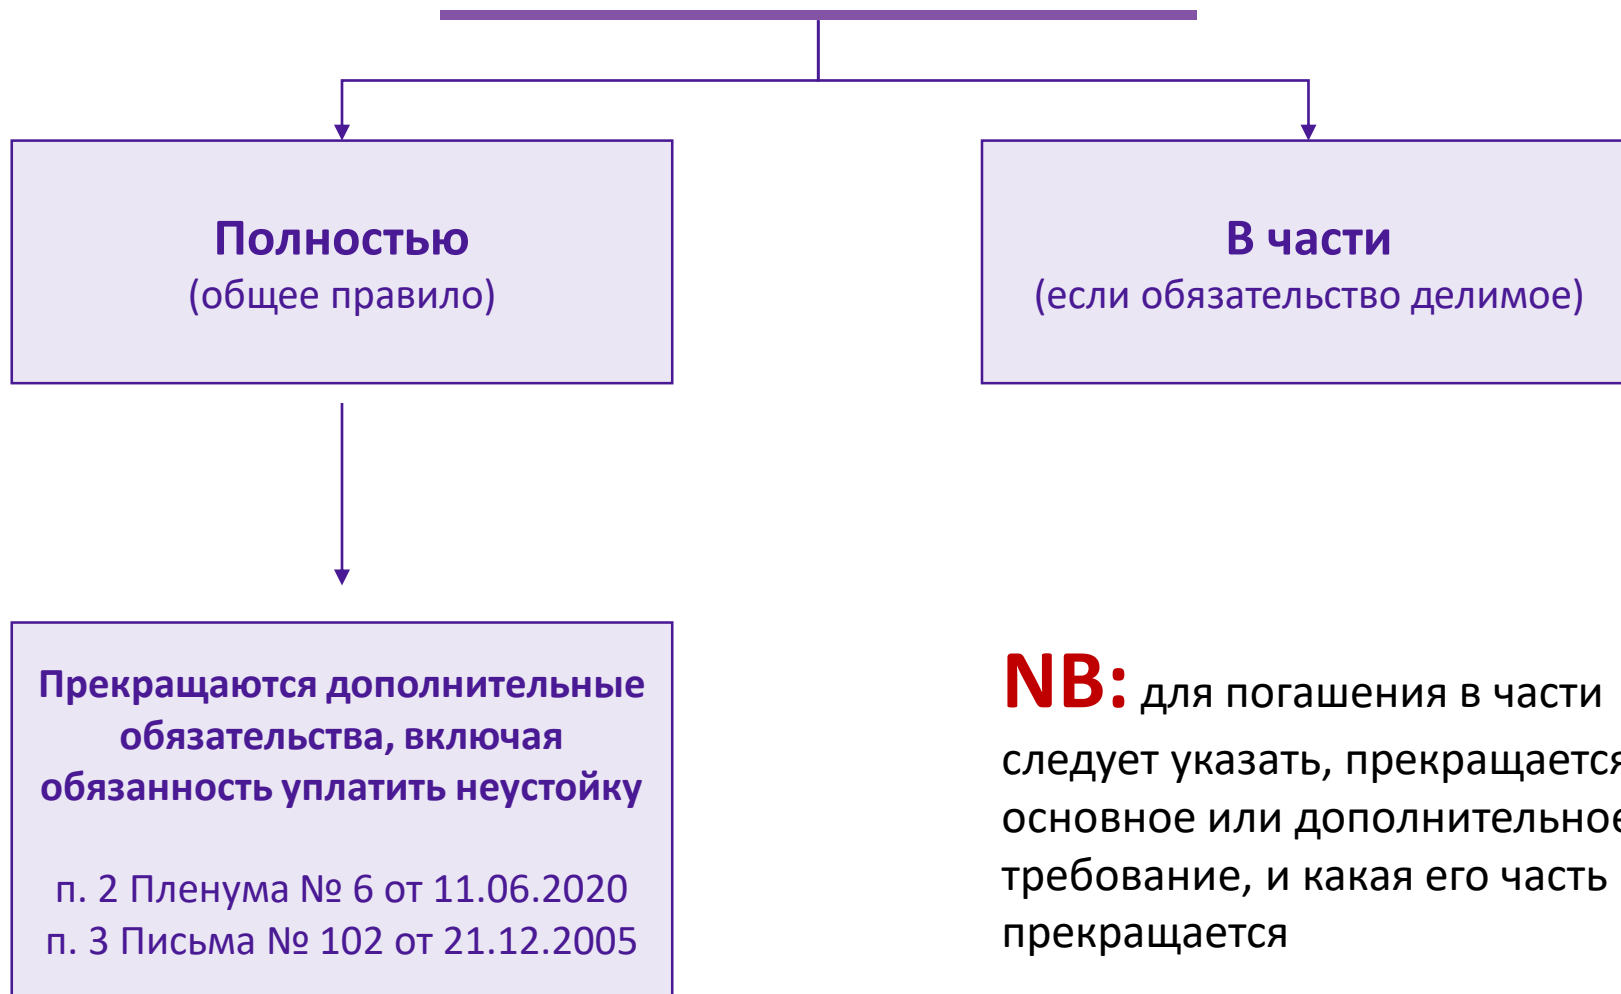 Полностью
(общее правило)
В части
(если обязательство делимое)
Прекращаются дополнительные
обязательства, включая
обязанность уплатить неустойку
п. 2 Пленума № 6 от 11.06.2020
п. 3 Письма № 102 от 21.12.2005
NB: для погашения в части
следует указать, прекращается
основное или дополнительное
требование, и какая его часть
прекращается